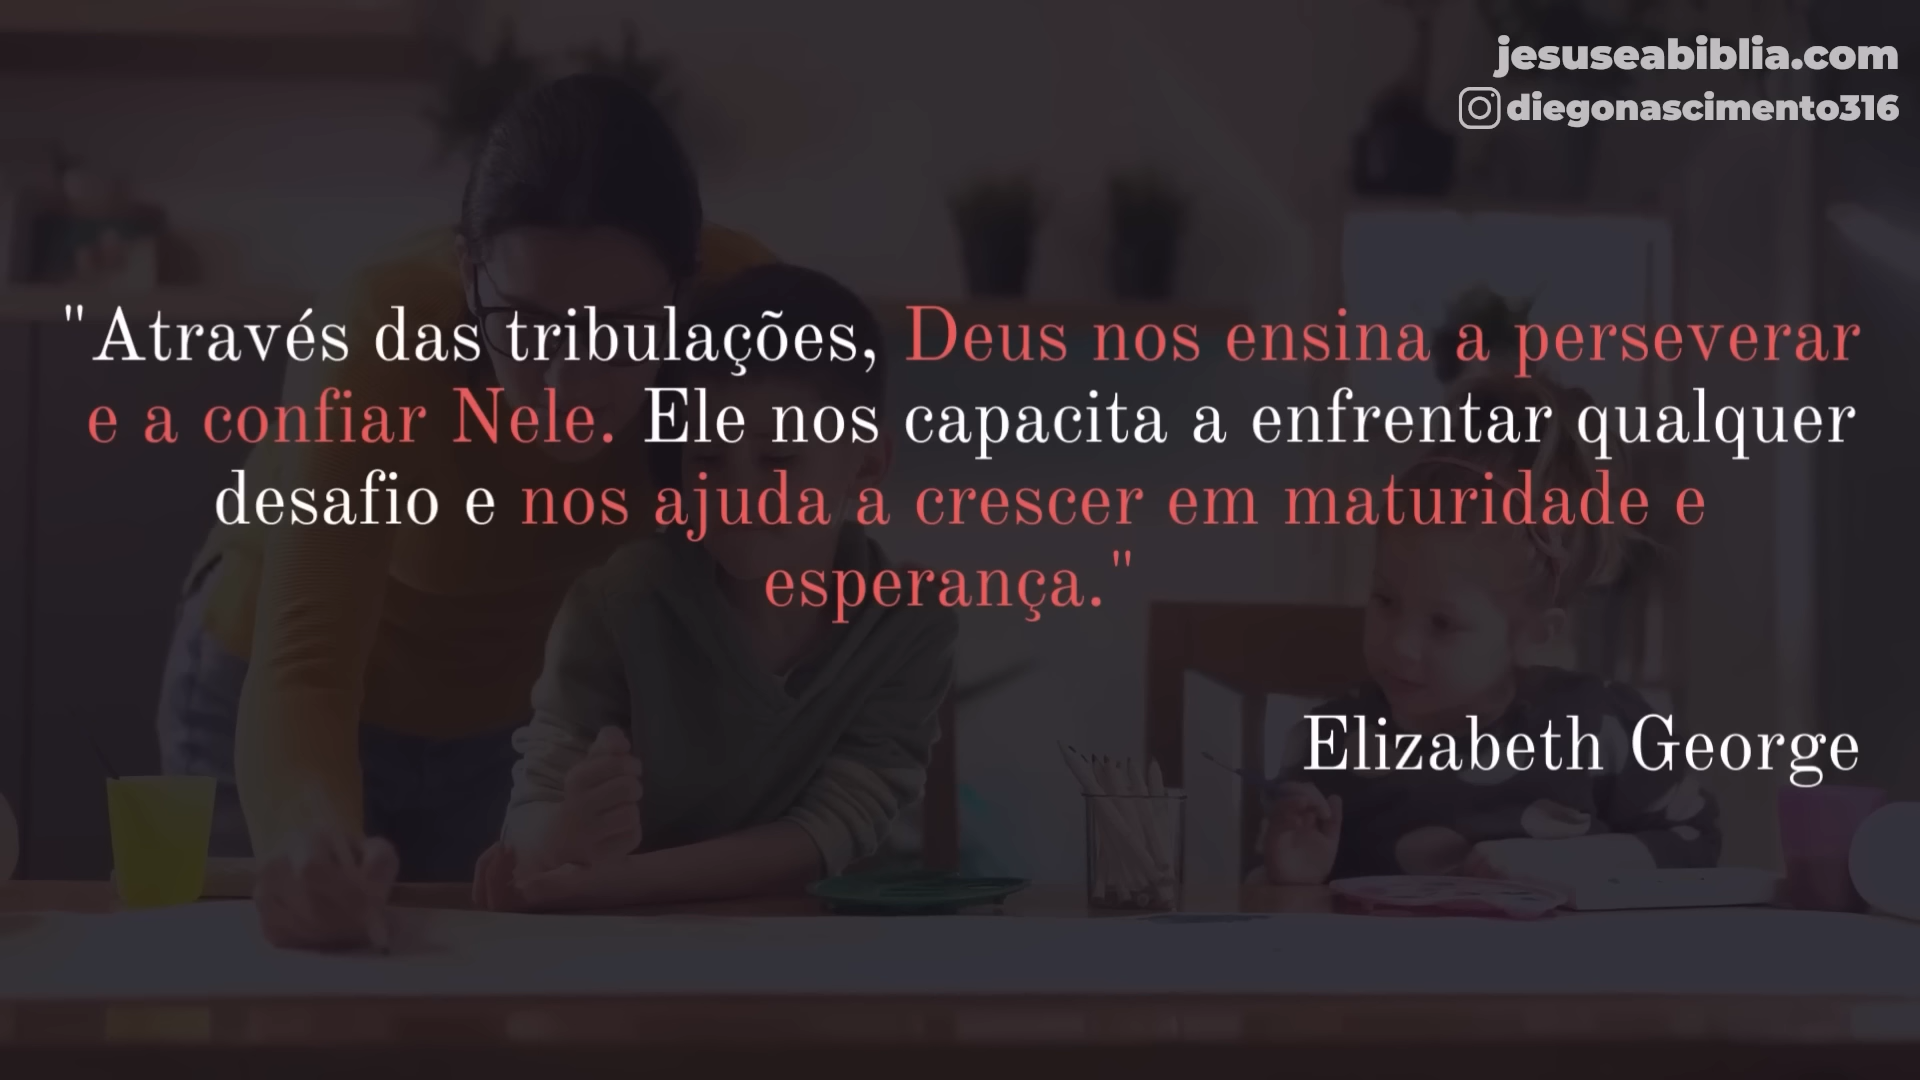 jesuseabiblia.com
diegonascimento316
"Através das tribulações, Deus nos ensina a perseverar
e a confiar Nele. Ele nos capacita a enfrentar qualquer
desafio e nos ajuda a crescer em maturidade e
esperança."
Elizabeth George